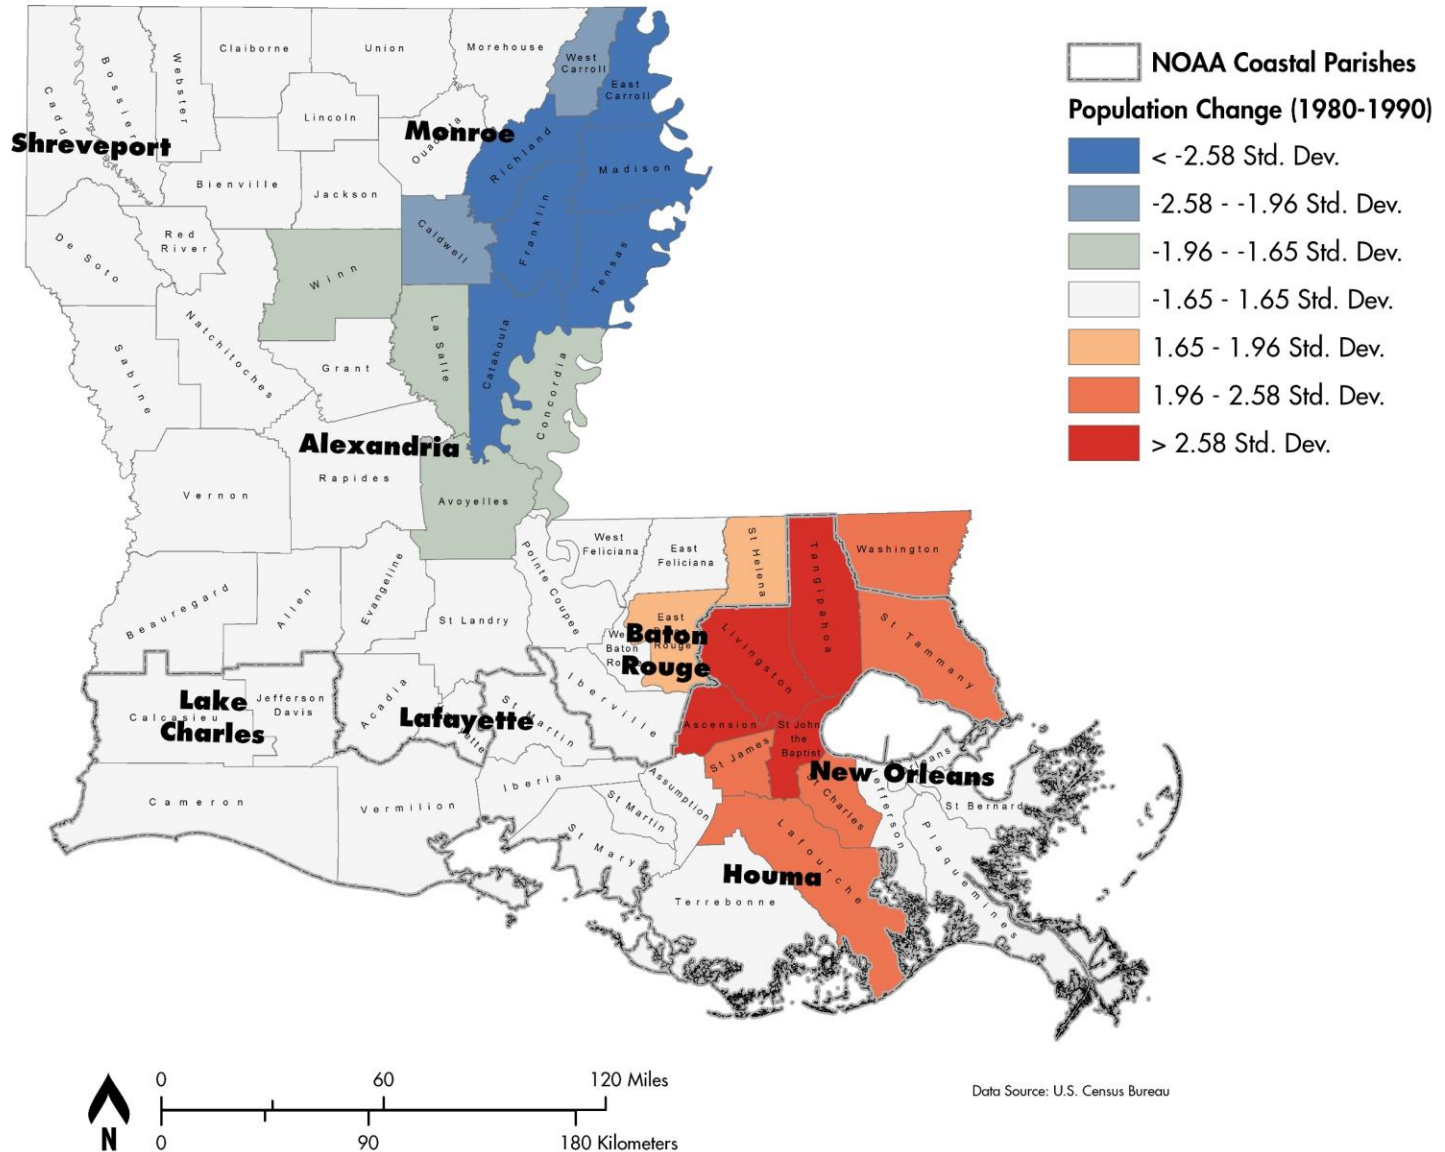 Claiborne
Union
Morehouse
West
Carroll
East
Carroll
Webster
Bossier
Lincoln
Monroe
Shreveport
Richland
Madison
Bienville
Jackson
Franklin
Caldwell
Red
River
De Soto
Winn
Tensas
Natchitoches
La Salle
Catahoula
Sabine
Grant
Concordia
Alexandria
Rapides
Vernon
Avoyelles
West
Feliciana
East
Feliciana
St Helena
Tangipahoa
Washington
Pointe Coupee
Evangeline
Allen
Beauregard
St Landry
East
Rouge
Baton
Baton
Rouge
Livingston
St Tammany
Iberville
Jefferson
Davis
Lake
Charles
Calcasieu
Acadia
Lafayette
St Martin
Ascension
St John
the
Baptist
St James
New Orleans
St Charles
Jefferson
St Bernard
Plaquemines
Cameron
Vermilion
Iberia
Assumption
St Martin
St Mary
Lafourche
Houma
Terrebonne
NOAA Coastal Parishes
Population Change (1980-1990)
< -2.58 Std. Dev.
-2.58 - -1.96 Std. Dev.
-1.96 - -1.65 Std. Dev.
-1.65 - 1.65 Std. Dev.
1.65 - 1.96 Std. Dev.
1.96 - 2.58 Std. Dev.
> 2.58 Std. Dev.
0 60 120 Miles
0 90 180 Kilometers
N
Data Source: U.S. Census Bureau